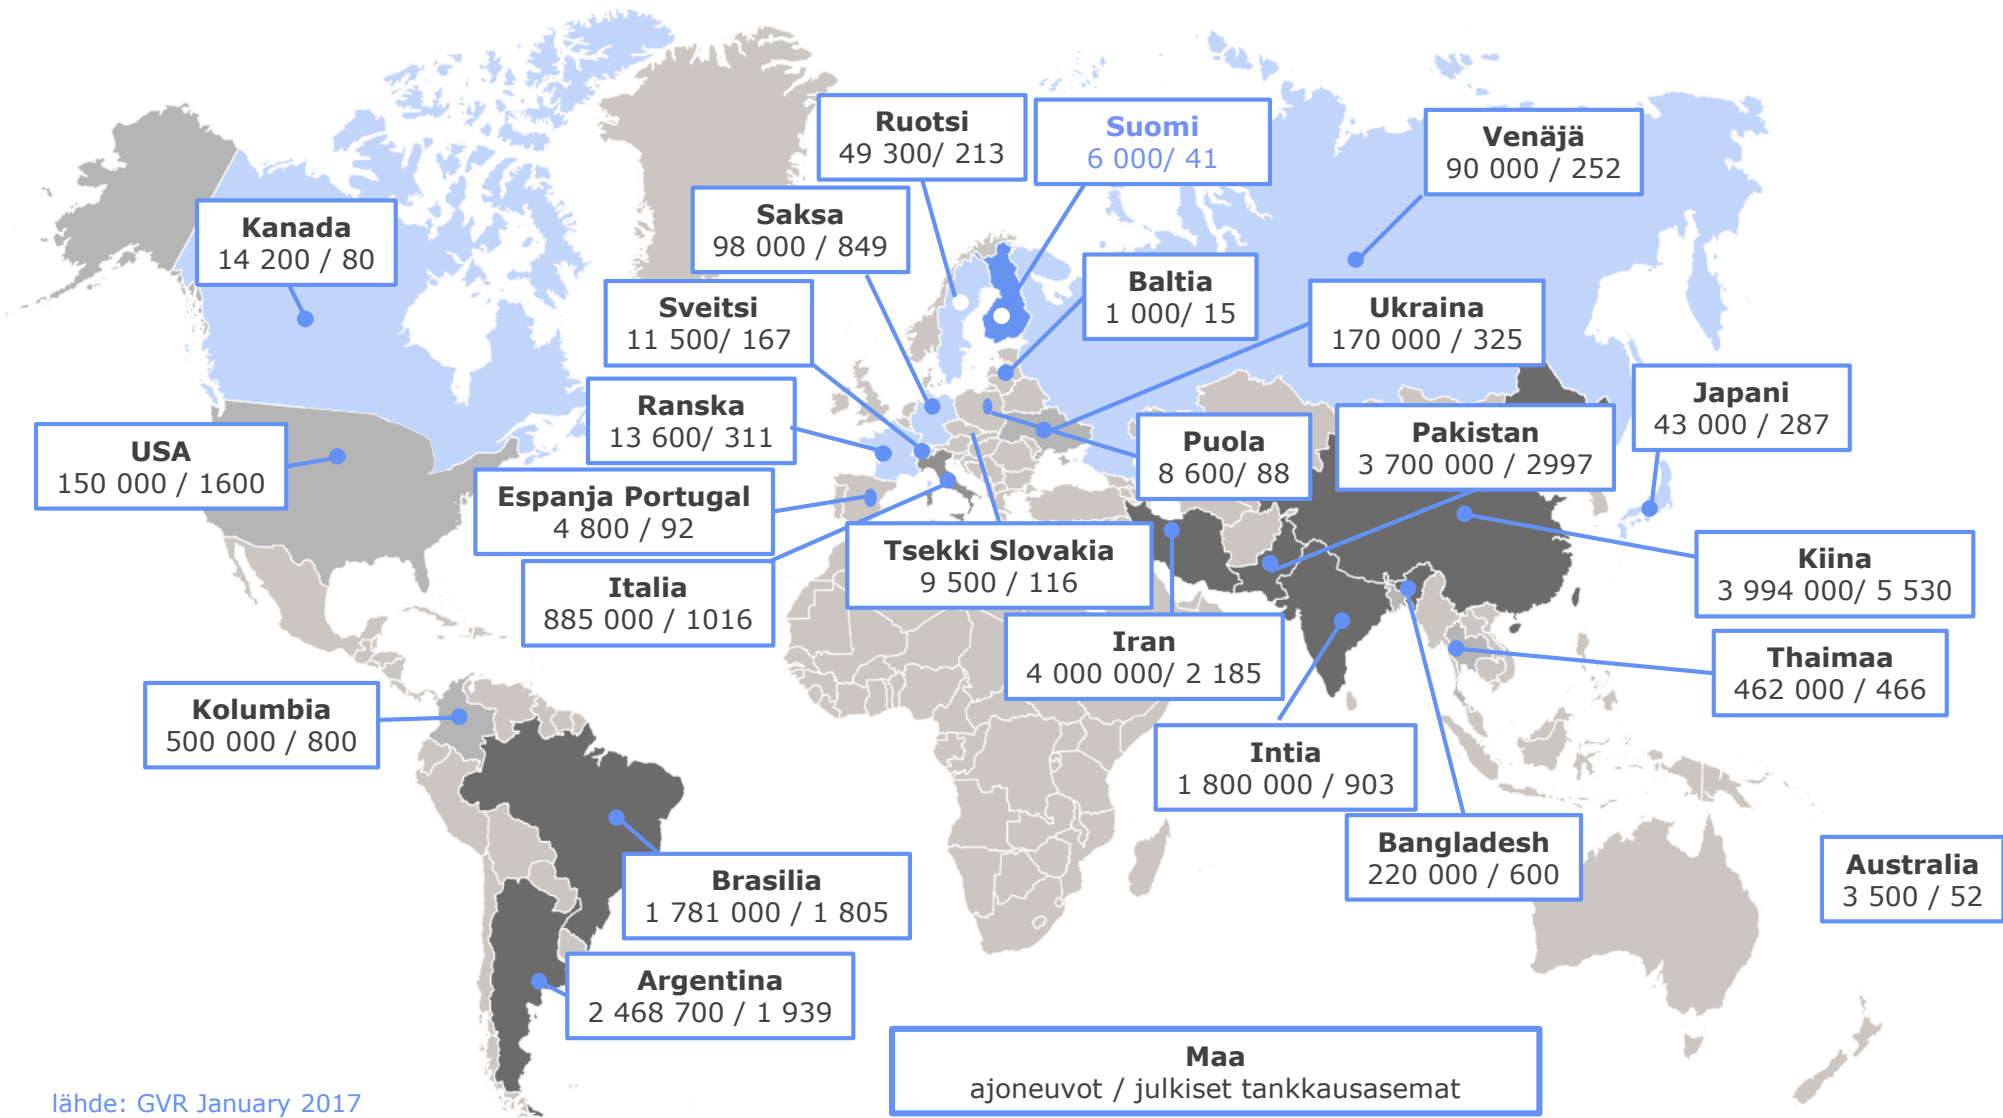 Ruotsi
49 300/ 213
Suomi
6 000/ 41
Venäjä
90 000 / 252
Kanada
14 200 / 80
Saksa
98 000 / 849
Baltia
1 000/ 15
Ukraina
170 000 / 325
Sveitsi
11 500/ 167
Japani
43 000 / 287
Ranska
13 600/ 311
USA
150 000 / 1600
Puola
8 600/ 88
Pakistan
3 700 000 / 2997
Espanja Portugal
4 800 / 92
Tsekki Slovakia
9 500 / 116
Kiina
3 994 000/ 5 530
Italia
885 000 / 1016
Iran
4 000 000/ 2 185
Thaimaa
462 000 / 466
Kolumbia
500 000 / 800
Intia
1 800 000 / 903
Bangladesh
220 000 / 600
Australia
3 500 / 52
Brasilia
1 781 000 / 1 805
Argentina
2 468 700 / 1 939
Maa
ajoneuvot / julkiset tankkausasemat
lähde: GVR January 2017